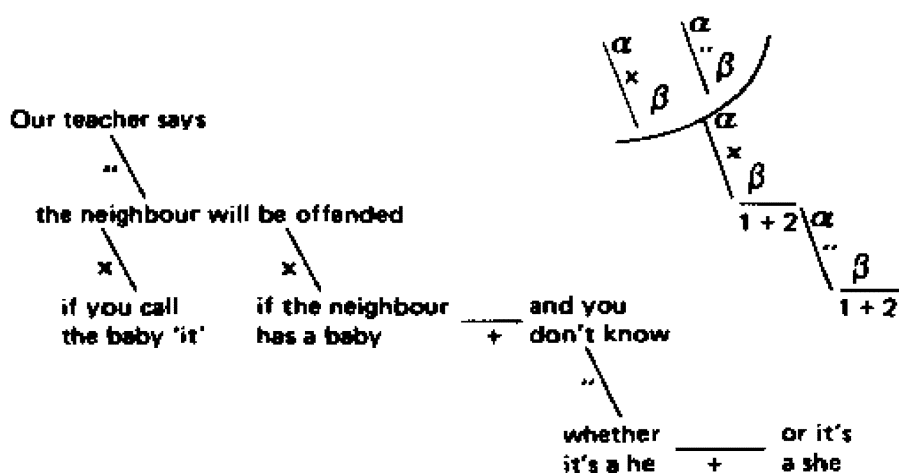 α α
× “
β β
Our teacher says α
“ ×
β
the neighbour will be offended 1 + 2 α
× × “
β
if you call if the neighbour and you 1 + 2
the baby 'it' has a baby + don't know
“
whether or it's
it's a he + a she